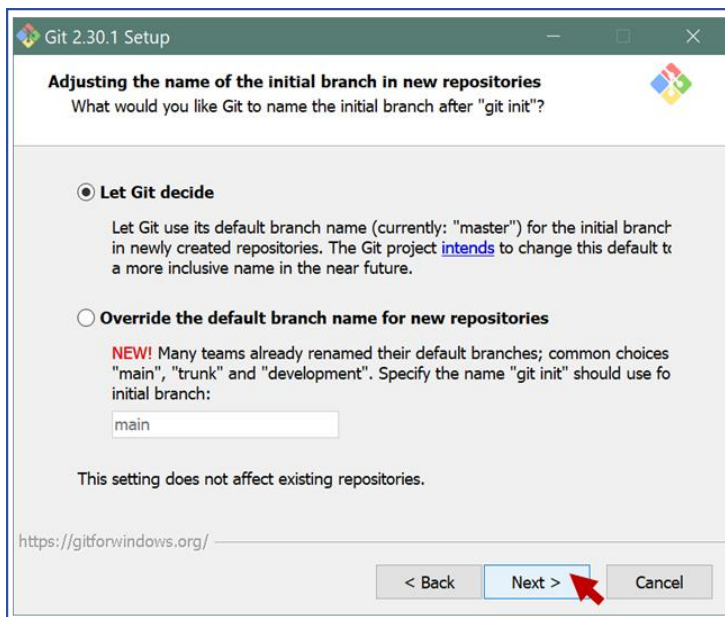 Git 2.30.1 Setup
Adjusting the name of the initial branch in new repositories
What would you like Git to name the initial branch after "git init"?
Let Git decide
Let Git use its default branch name (currently: "master") for the initial branch
in newly created repositories. The Git project intends to change this default to
a more inclusive name in the near future.
Override the default branch name for new repositories
NEW! Many teams already renamed their default branches; common choices
"main", "trunk" and "development". Specify the name "git init" should use fo
initial branch:
main
This setting does not affect existing repositories.
https://gitforwindows.org/
< Back
Next >
Cancel